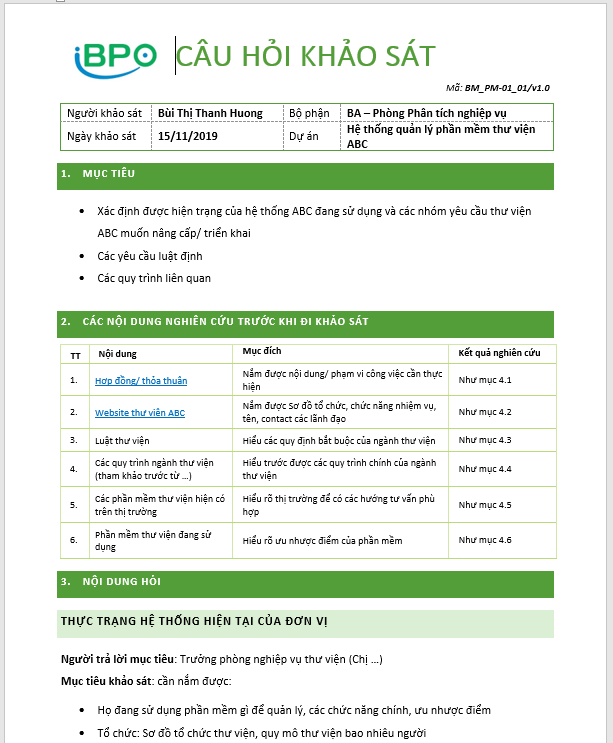 iBPO
CÂU HỎI KHẢO SÁT
Mã: BM_PM-01_01/v1.0
Người khảo sát Bùi Thị Thanh Huong Bộ phận BA – Phòng Phân tích nghiệp vụ
Ngày khảo sát 15/11/2019 Dự án Hệ thống quản lý phần mềm thư viện
ABC
1. MỤC TIÊU
• Xác định được hiện trạng của hệ thống ABC đang sử dụng và các nhóm yêu cầu thư viện
ABC muốn nâng cấp/ triển khai
• Các yêu cầu luật định
• Các quy trình liên quan
2. CÁC NỘI DUNG NGHIÊN CỨU TRƯỚC KHI ĐI KHẢO SÁT
TT Nội dung Mục đích Kết quả nghiên cứu
1. Hợp đồng/ thỏa thuân Nắm được nội dung/ phạm vi công việc cần thực
hiện Như mục 4.1
2. Website thư viện ABC Nắm được Sơ đồ tổ chức, chức năng nhiệm vụ,
tên, contact các lãnh đạo Như mục 4.2
3. Luật thư viện Hiểu các quy định bắt buộc của ngành thư viện Như mục 4.3
4. Các quy trình ngành thư viện
(tham khảo trước từ …) Hiểu trước được các quy trình chính của ngành
thư viện Như mục 4.4
5. Các phần mềm thư viện hiện có
trên thị trường Hiểu rõ thị trường để có các hướng tư vấn phù
hợp Như mục 4.5
6. Phần mềm thư viện đang sử
dụng Hiểu rõ ưu nhược điểm của phần mềm Như mục 4.6
3. NỘI DUNG HỎI
THỰC TRẠNG HỆ THỐNG HIỆN TẠI CỦA ĐƠN VỊ
Người trả lời mục tiêu: Trưởng phòng nghiệp vụ thư viện (Chị …)
Mục tiêu khảo sát: cần nắm được:
• Họ đang sử dụng phần mềm gì để quản lý, các chức năng chính, ưu nhược điểm
• Tổ chức: Sơ đồ tổ chức thư viện, quy mô thư viện bao nhiêu người